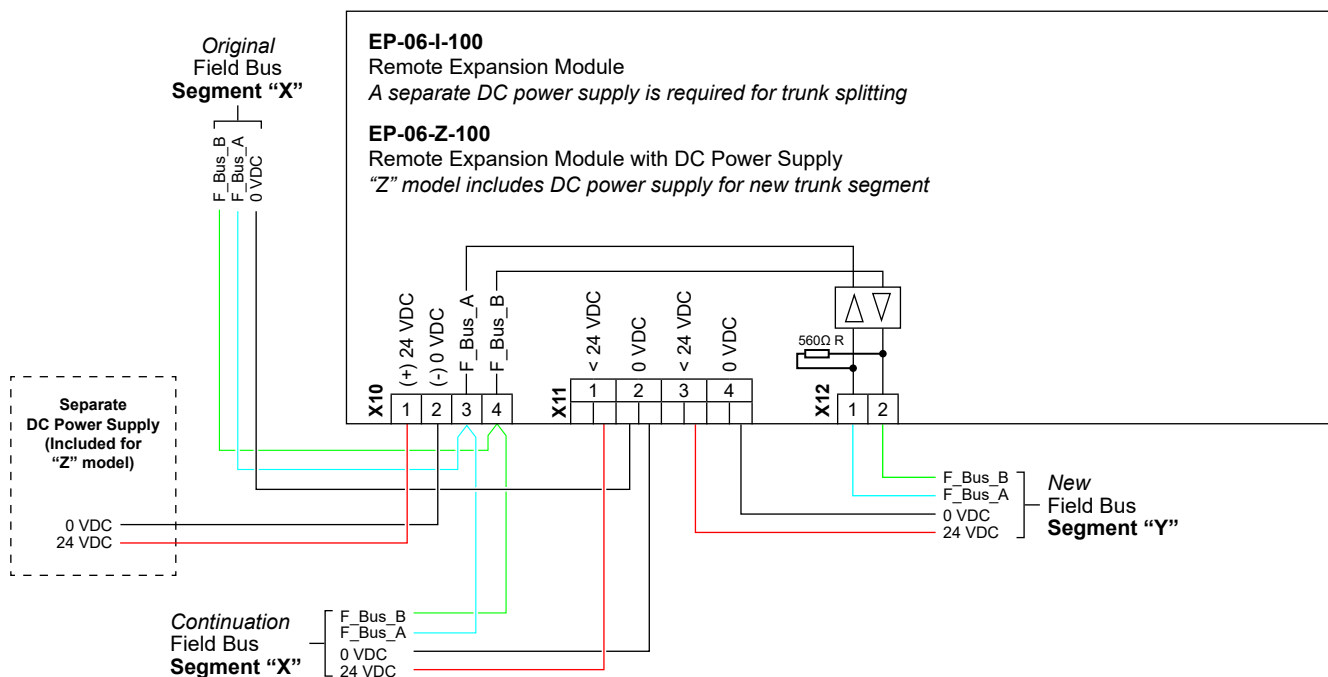 EP-06-I-100
Remote Expansion Module
A separate DC power supply is required for trunk splitting
EP-06-Z-100
Remote Expansion Module with DC Power Supply
“Z” model includes DC power supply for new trunk segment
Original
Field Bus
Segment “X”
F_Bus_B
F_Bus_A
0 VDC
(+) 24 VDC
(-) 0 VDC
F_Bus_A
F_Bus_B
X10
1 2 3 4
< 24 VDC
0 VDC
< 24 VDC
0 VDC
X11
1 2 3 4
560Ω R
X12
1 2
Separate
DC Power Supply
(Included for
“Z” model)
0 VDC
24 VDC
F_Bus_B
F_Bus_A
0 VDC
24 VDC
New
Field Bus
Segment “Y”
Continuation
Field Bus
Segment “X”
F_Bus_B
F_Bus_A
0 VDC
24 VDC